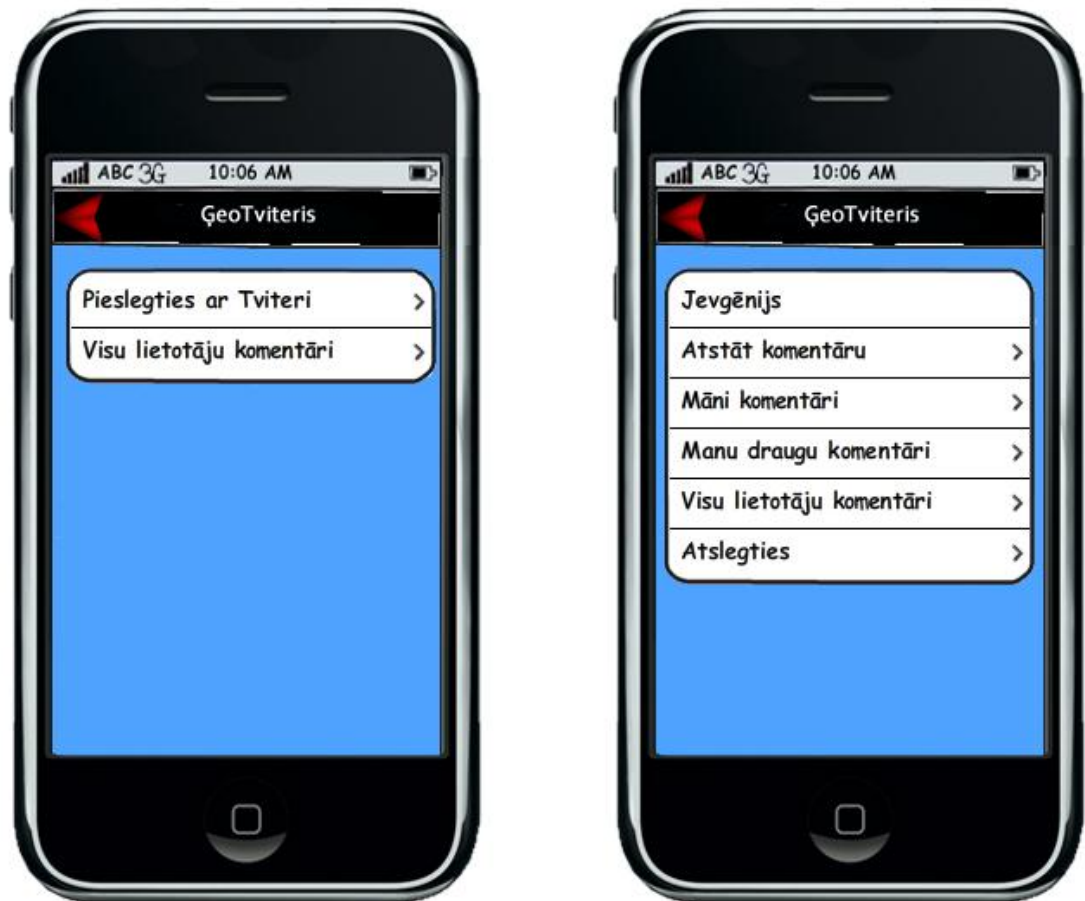 ABC 3G 10:06 AM
ĢeoTviteris
Pieslegties ar Tviteri
Visu lietotāju komentāri
ABC 3G 10:06 AM
ĢeoTviteris
Jevgēnijs
Atstāt komentāru
Māni komentāri
Manu draugu komentāri
Visu lietotāju komentāri
Atslegties